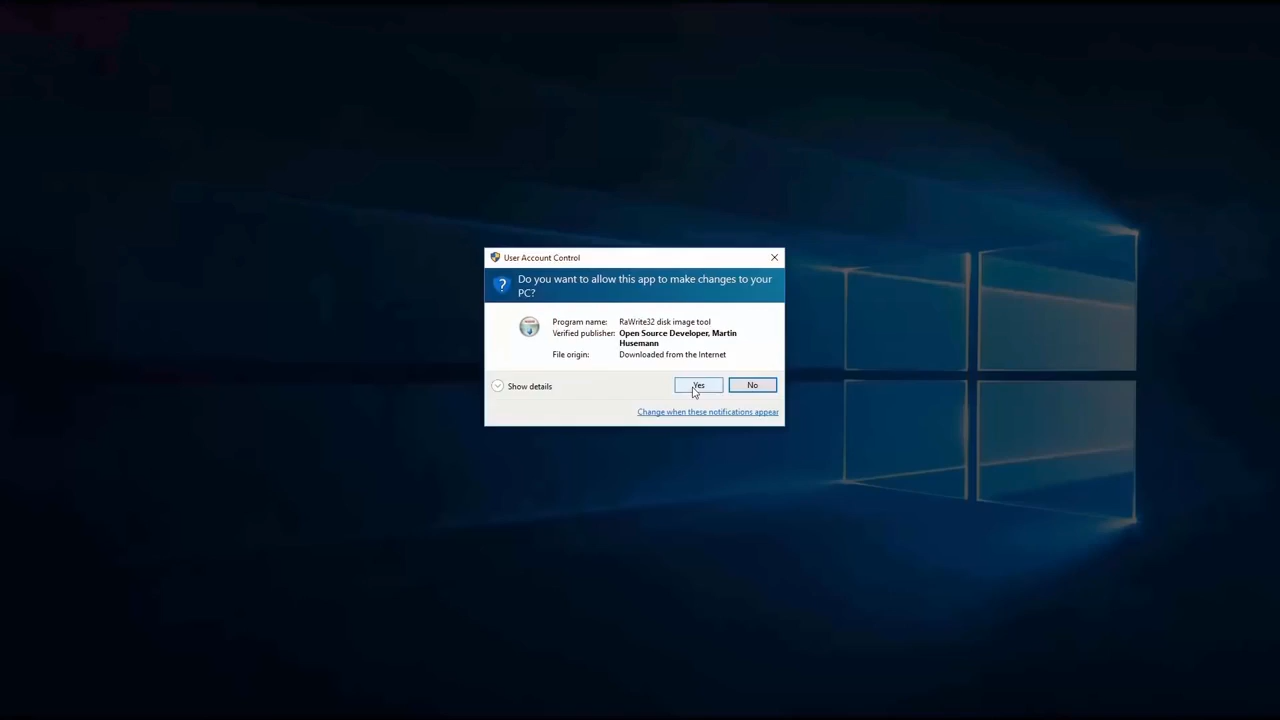 User Account Control
Do you want to allow this app to make changes to your
PC?
Program name: RaWrite32 disk image tool
Verified publisher: Open Source Developer, Martin
Husemann
File origin: Downloaded from the Internet
Show details
Yes
No
Change when these notifications appear